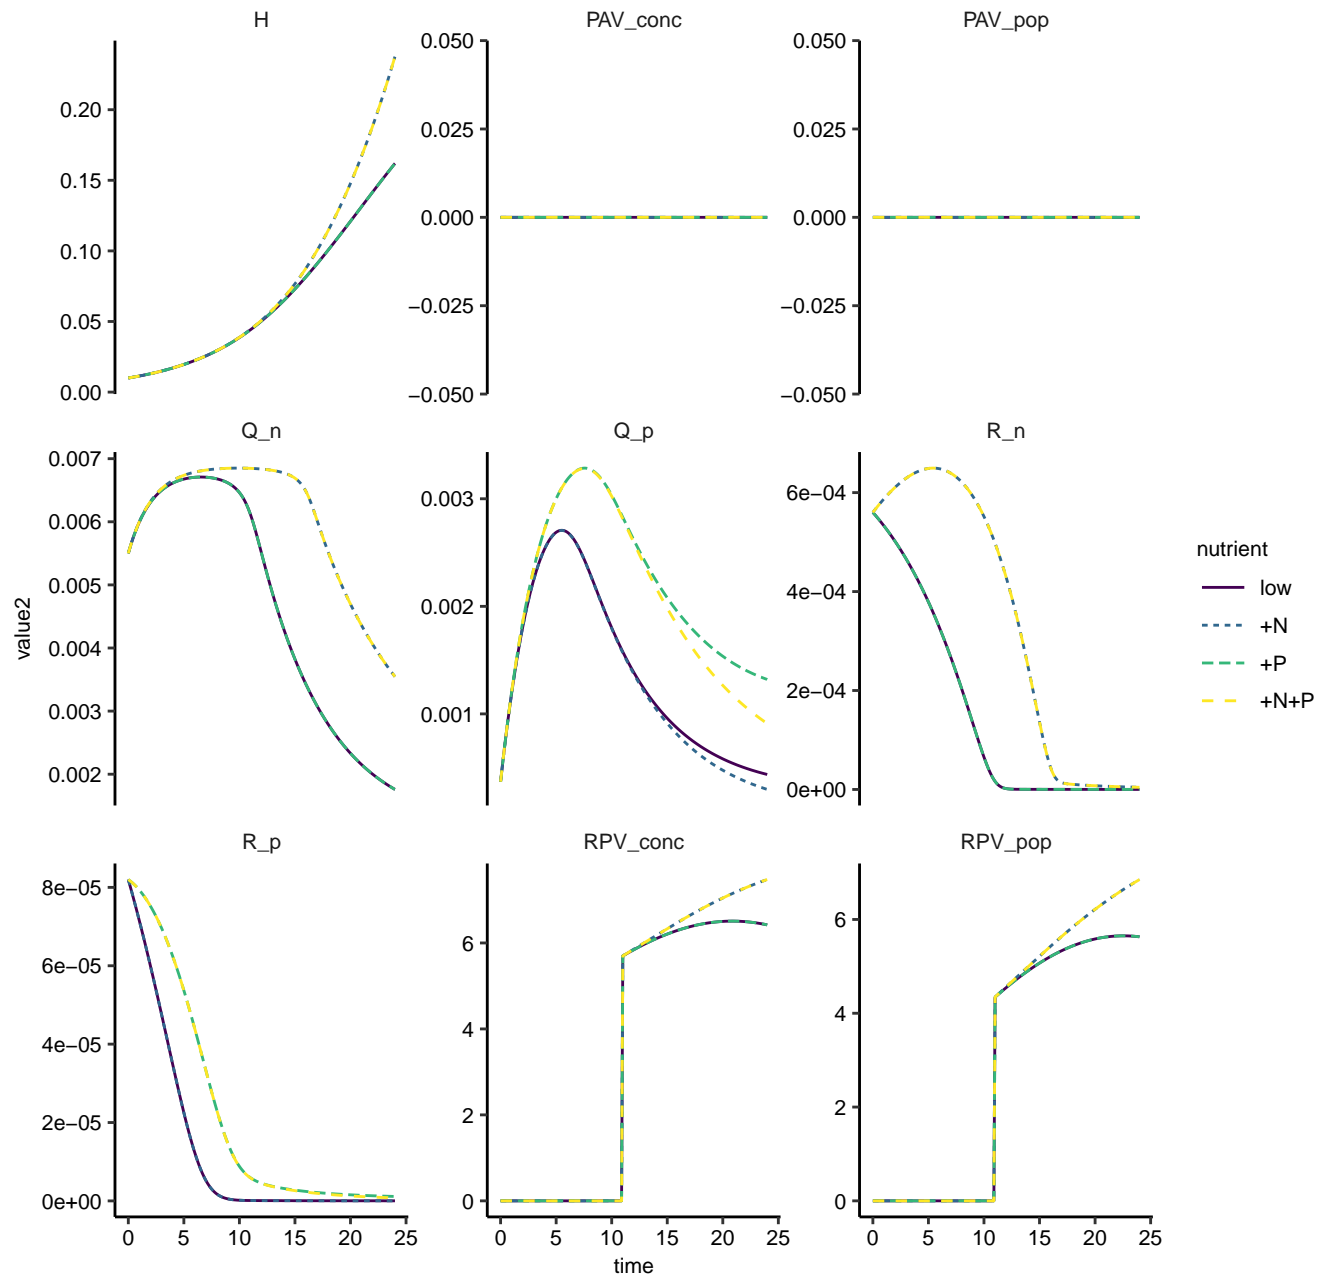 H
PAV_conc
PAV_pop
0.20
0.15
0.10
0.05
0.00
0.050
0.025
0.000
−0.025
−0.050
0.050
0.025
0.000
−0.025
−0.050
Q_n
Q_p
R_n
0.007
0.006
0.005
0.004
0.003
0.002
0.003
0.002
0.001
6e−04
4e−04
2e−04
0e+00
value2
nutrient
low
+N
+P
+N+P
R_p
RPV_conc
RPV_pop
8e−05
6e−05
4e−05
2e−05
0e+00
6
4
2
0
6
4
2
0
0 5 10 15 20 25
0 5 10 15 20 25
0 5 10 15 20 25
time